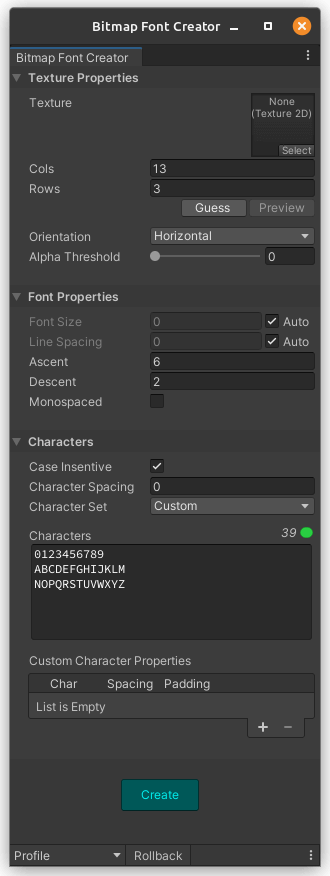 Bitmap Font Creator
Bitmap Font Creator
Texture Properties
Texture
None
(Texture 2D)
Select
Cols 13
Rows 3
Guess Preview
Orientation Horizontal
Alpha Threshold 0
Font Properties
Font Size 0 Auto
Line Spacing 0 Auto
Ascent 6
Descent 2
Monospaced
Characters
Case Insentive
Character Spacing 0
Character Set Custom
Characters 39
0123456789
ABCDEFGHIJKLM
NOPQRSTUVWXYZ
Custom Character Properties
Char Spacing Padding
List is Empty
+ −
Create
Profile Rollback